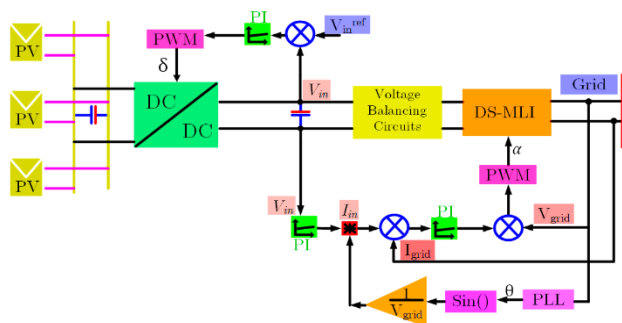 PI
V_in^ref
PWM
PV
δ
V_in
Grid
DC
DC
Voltage
Balancing
Circuits
DS-MLI
PV
α
PWM
PV
V_in
I_in
PI
V_grid
PI
I_grid
1
V_grid
Sin()
θ
PLL